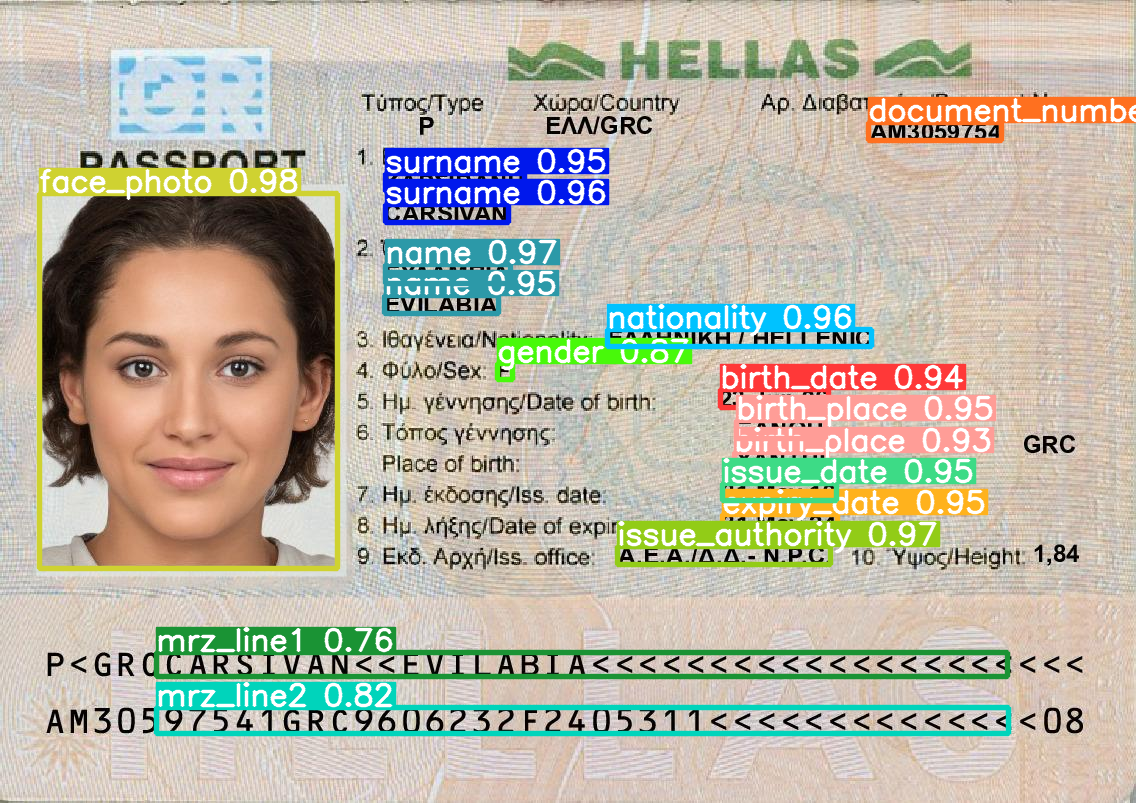 GR
HELLAS
Τύπος/Type Χώρα/Country Αρ.
P ΕΛΛ/GRC document_numbe
AM3059754
PASSPORT
face_photo 0.98
1. surname 0.95
surname 0.96
CARSIVAN
2. name 0.97
name 0.95
EVILABIA
nationality 0.96
3. Ιθαγένεια/Nationality: ΕΛΛΗΝΙΚΗ / HELLENIC
gender 0.87
4. Φύλο/Sex: F
birth_date 0.94
5. Ημ. γέννησης/Date of birth:
birth_place 0.95
6. Τόπος γέννησης: birth_place 0.93 GRC
Place of birth:
issue_date 0.95
7. Ημ. έκδοσης/Iss. date:
expiry_date 0.95
8. Ημ. λήξης/Date of expir
issue_authority 0.97
9 Εκδ. Αρχή/Iss. office: Α.Ε.Α./Δ.Δ.- N.P.C 10. Ύψος/Height: 1,84
mrz_line1 0.76
P<GRCCARSIVAN<<EVILABIA<<<<<<<<<<<<<<<<<<<<<
mrz_line2 0.82
AM30597541GRC9606232F2405311<<<<<<<<<<<<<<08
HELLAS